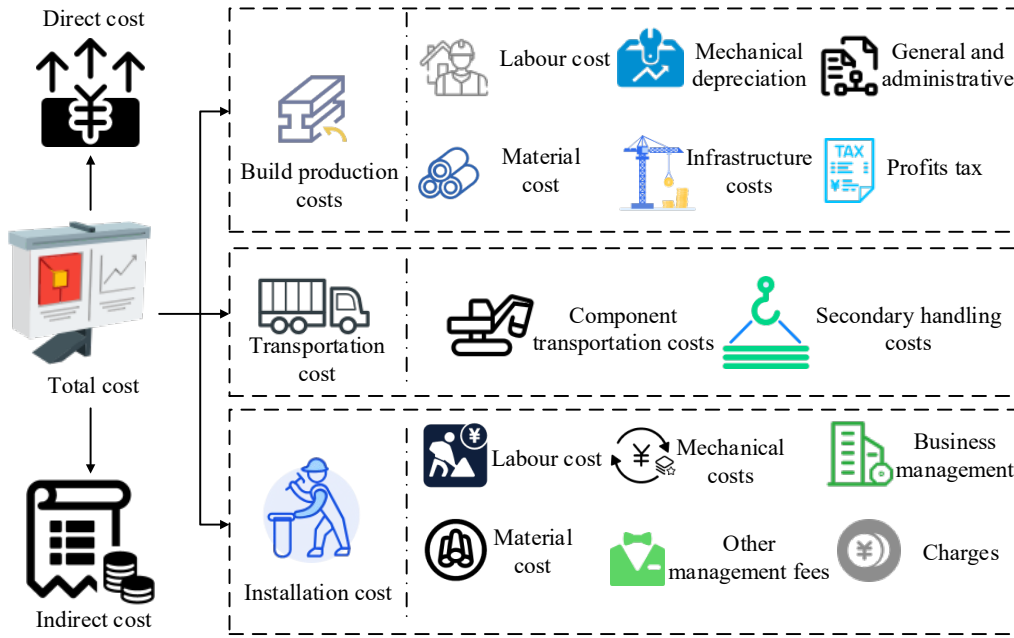 Direct cost
¥
Total cost
Indirect cost
Build production
costs
Labour cost
Mechanical
depreciation
General and
administrative
Material
cost
Infrastructure
costs
TAX
¥
Profits tax
Transportation
cost
Component
transportation costs
Secondary handling
costs
Installation cost
¥
Labour cost
¥
Mechanical
costs
Business
management
Material
cost
Other
management fees
¥
Charges